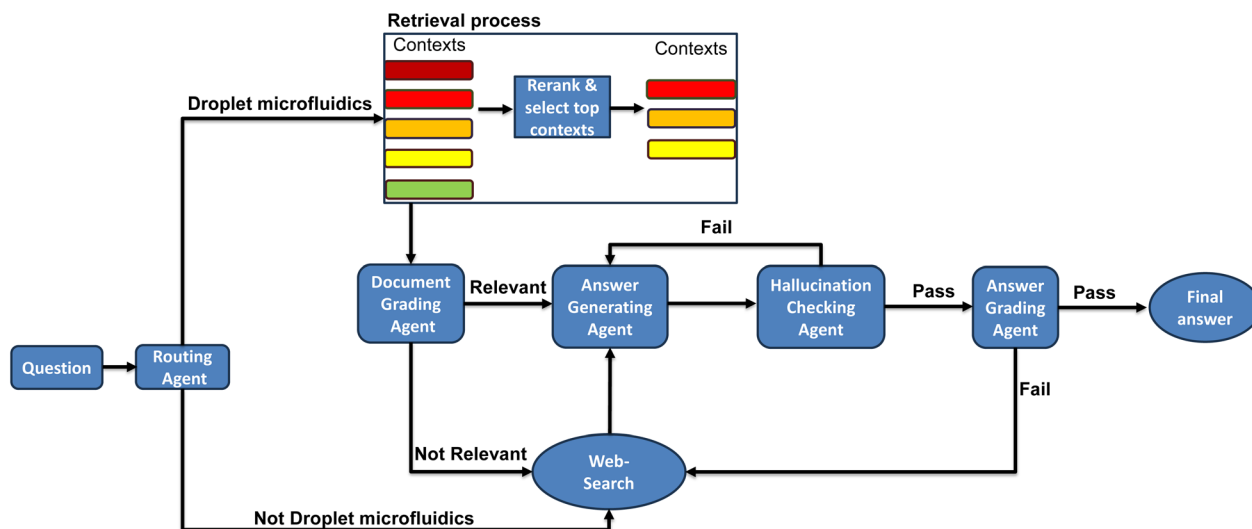 Retrieval process
Contexts
Contexts
Rerank &
select top
contexts
Droplet microfluidics
Fail
Document
Grading
Agent
Relevant
Answer
Generating
Agent
Hallucination
Checking
Agent
Pass
Answer
Grading
Agent
Pass
Final
answer
Question
Routing
Agent
Fail
Not Relevant
Web-
Search
Not Droplet microfluidics